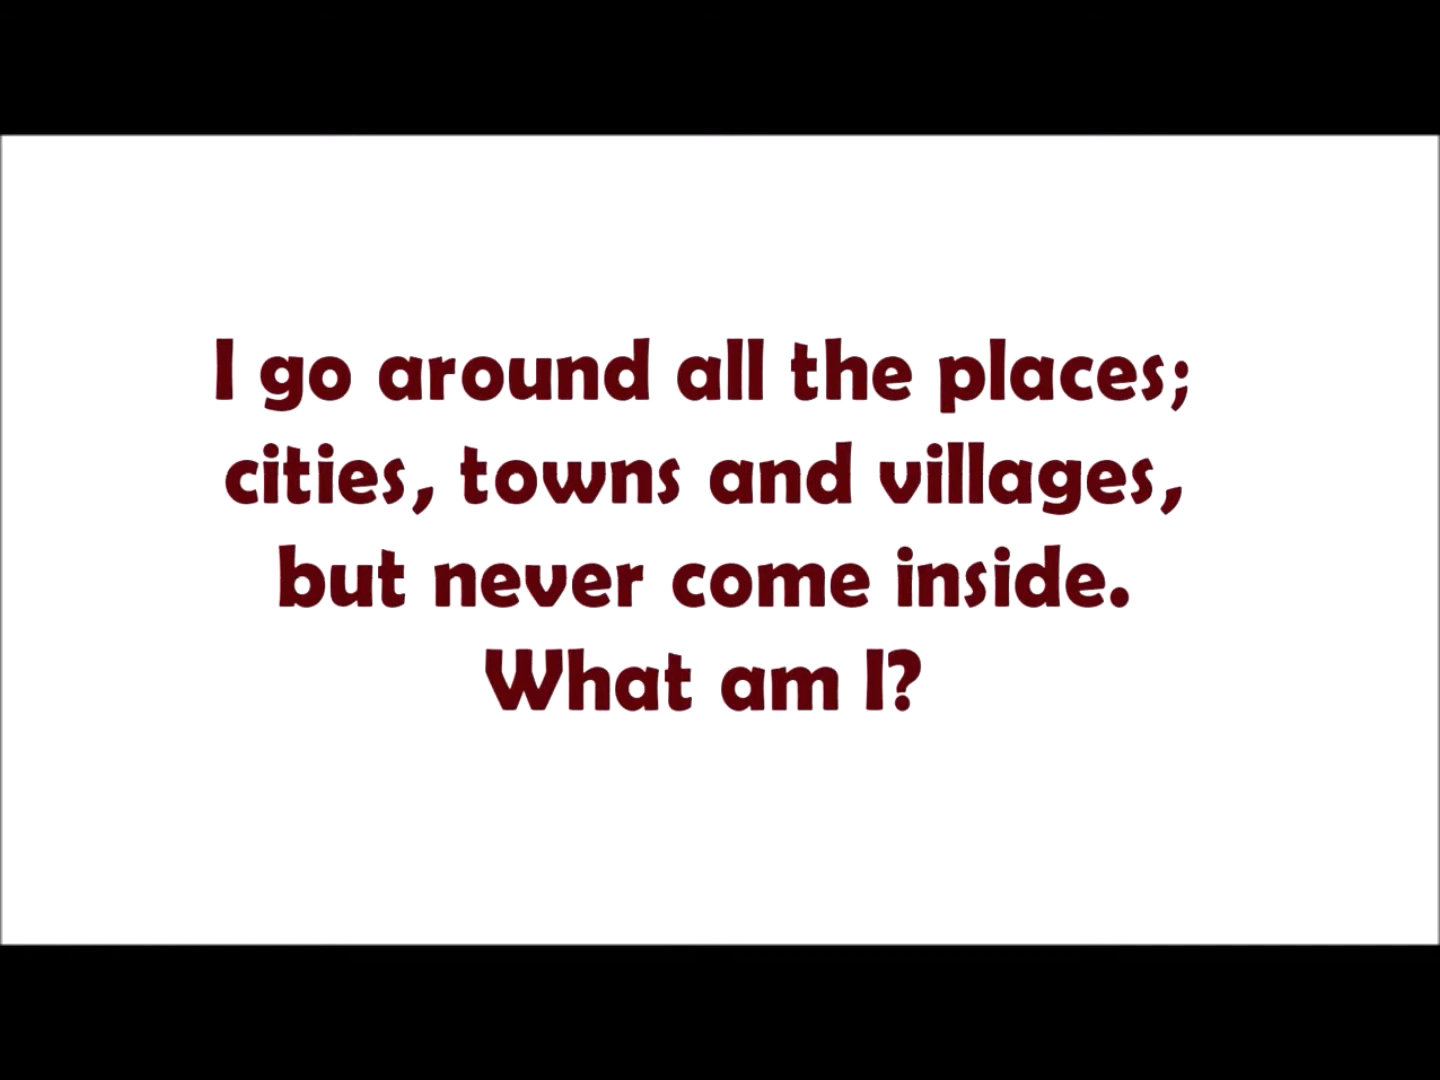 I go around all the places;
cities, towns and villages,
but never come inside.
What am I?